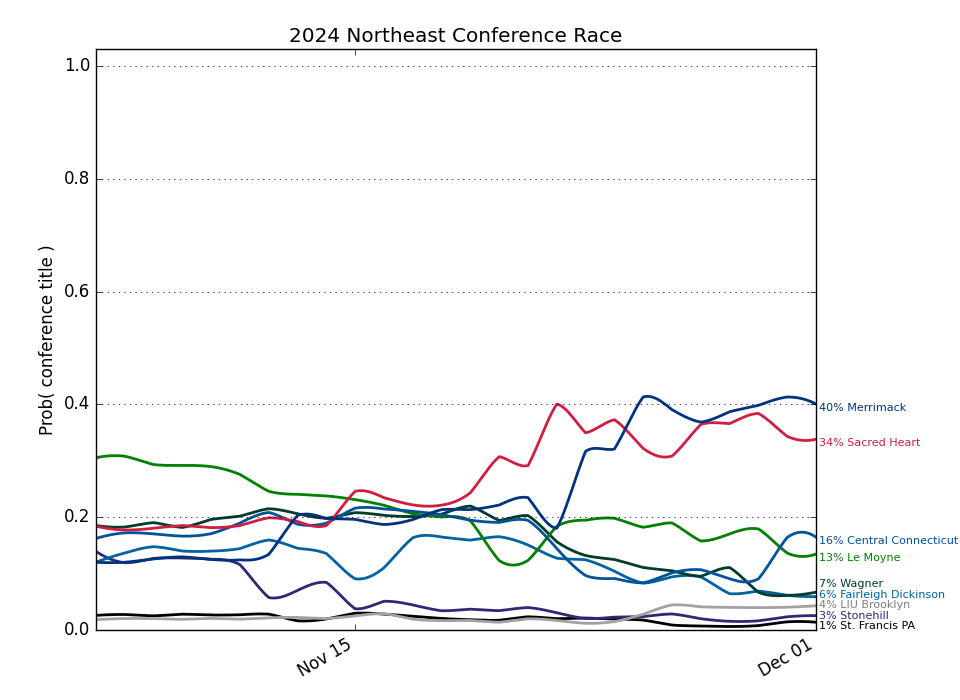 2024 Northeast Conference Race
Prob( conference title )
1.0
0.8
0.6
0.4
0.2
0.0
Nov 15
Dec 01
40% Merrimack
34% Sacred Heart
16% Central Connecticut
13% Le Moyne
7% Wagner
6% Fairleigh Dickinson
4% LIU Brooklyn
3% Stonehill
1% St. Francis PA